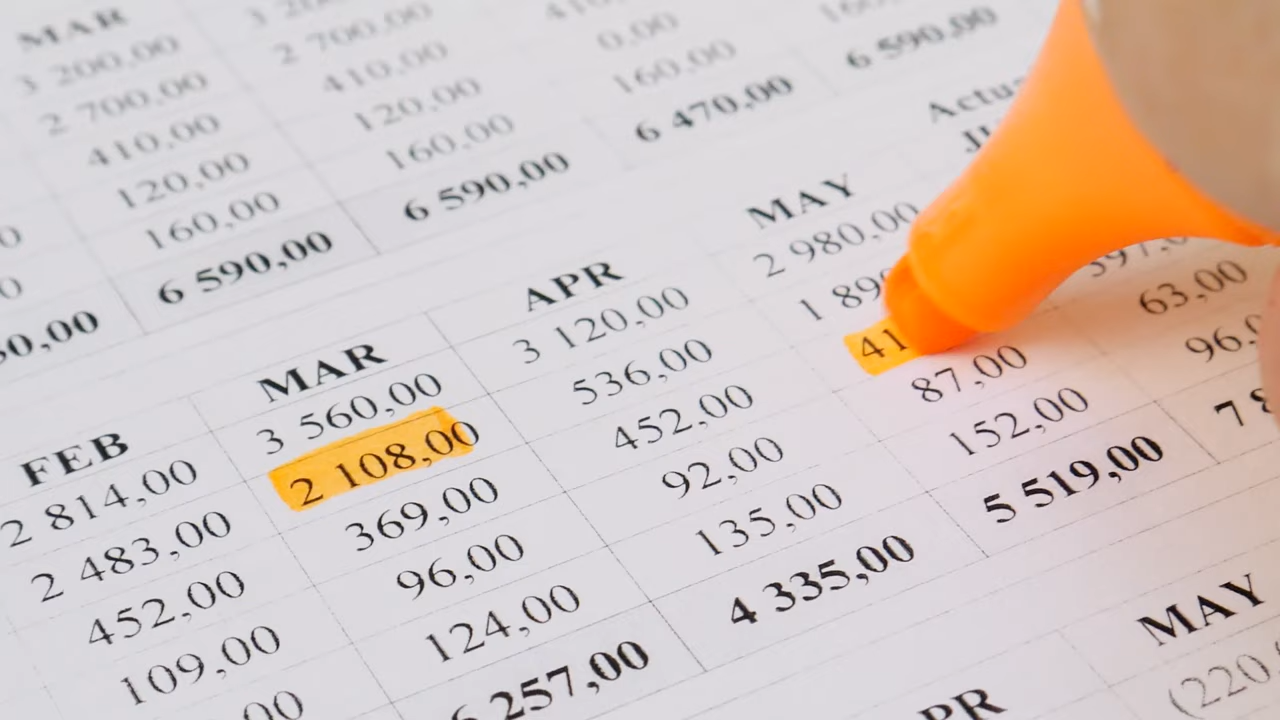 MAR
3 200,00 2 700,00 410,00
2 700,00 410,00 0,00
410,00 120,00 160,00 6 590,00
120,00 160,00 6 470,00
160,00 6 590,00
6 590,00
FEB MAR APR MAY
2 814,00 3 560,00 3 120,00 2 980,00
2 483,00 2 108,00 536,00
452,00 369,00 452,00 41
109,00 96,00 92,00 87,00 63,00
124,00 135,00 152,00
257,00 4 335,00 5 519,00
MAY